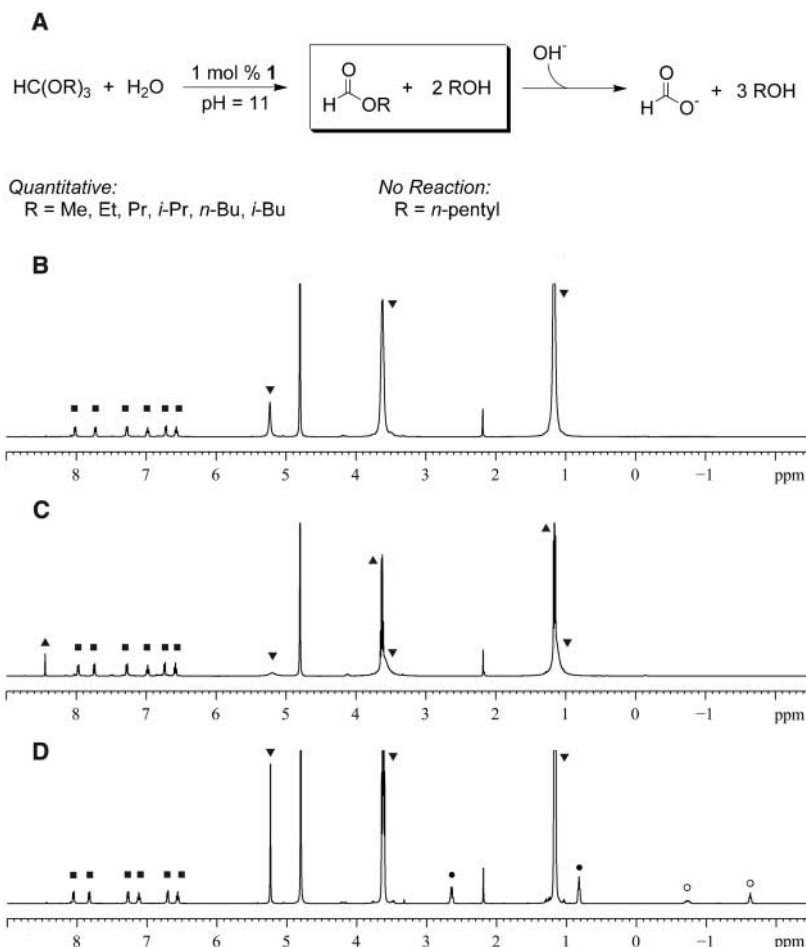 A
HC(OR)₃ + H₂O 1 mol % 1 pH = 11 O H OR + 2 ROH OH⁻ O H O⁻ + 3 ROH
Quantitative: No Reaction:
R = Me, Et, Pr, i-Pr, n-Bu, i-Bu R = n-pentyl
B
8 7 6 5 4 3 2 1 0 −1 ppm
C
8 7 6 5 4 3 2 1 0 −1 ppm
D
8 7 6 5 4 3 2 1 0 −1 ppm